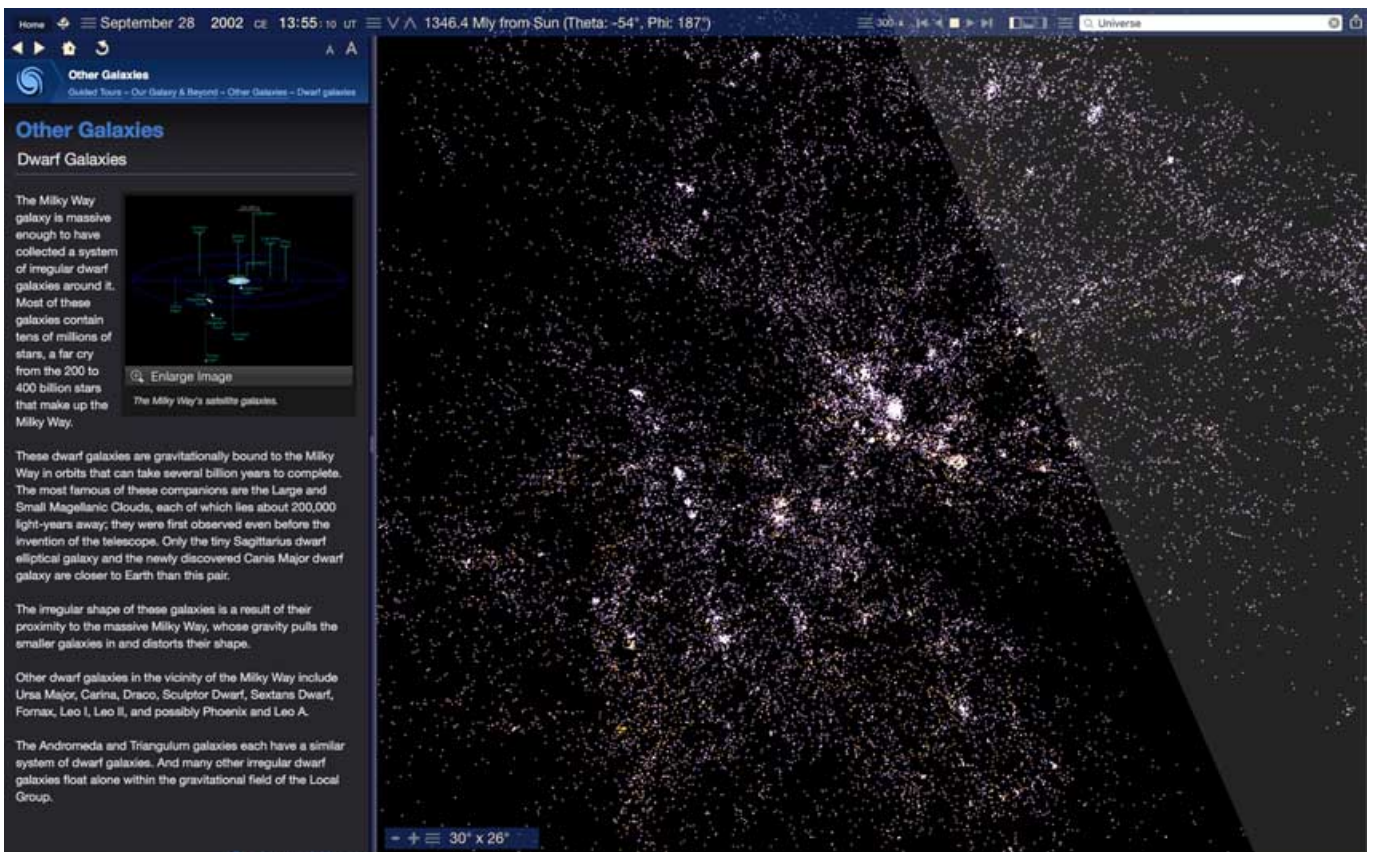 Home September 28 2002 CE 13:55:10 UT 1346.4 Mly from Sun (Theta: -54°, Phi: 187°) 300 x Universe
A A
Other Galaxies
Guided Tours – Our Galaxy & Beyond – Other Galaxies – Dwarf galaxies
Other Galaxies
Dwarf Galaxies
The Milky Way
galaxy is massive
enough to have
collected a system
of irregular dwarf
galaxies around it.
Most of these
galaxies contain
tens of millions of
stars, a far cry
from the 200 to
400 billion stars
that make up the
Milky Way.
Enlarge Image
The Milky Way's satellite galaxies.
These dwarf galaxies are gravitationally bound to the Milky
Way in orbits that can take several billion years to complete.
The most famous of these companions are the Large and
Small Magellanic Clouds, each of which lies about 200,000
light-years away; they were first observed even before the
invention of the telescope. Only the tiny Sagittarius dwarf
elliptical galaxy and the newly discovered Canis Major dwarf
galaxy are closer to Earth than this pair.
The irregular shape of these galaxies is a result of their
proximity to the massive Milky Way, whose gravity pulls the
smaller galaxies in and distorts their shape.
Other dwarf galaxies in the vicinity of the Milky Way include
Ursa Major, Carina, Draco, Sculptor Dwarf, Sextans Dwarf,
Fornax, Leo I, Leo II, and possibly Phoenix and Leo A.
The Andromeda and Triangulum galaxies each have a similar
system of dwarf galaxies. And many other irregular dwarf
galaxies float alone within the gravitational field of the Local
Group.
30° x 26°